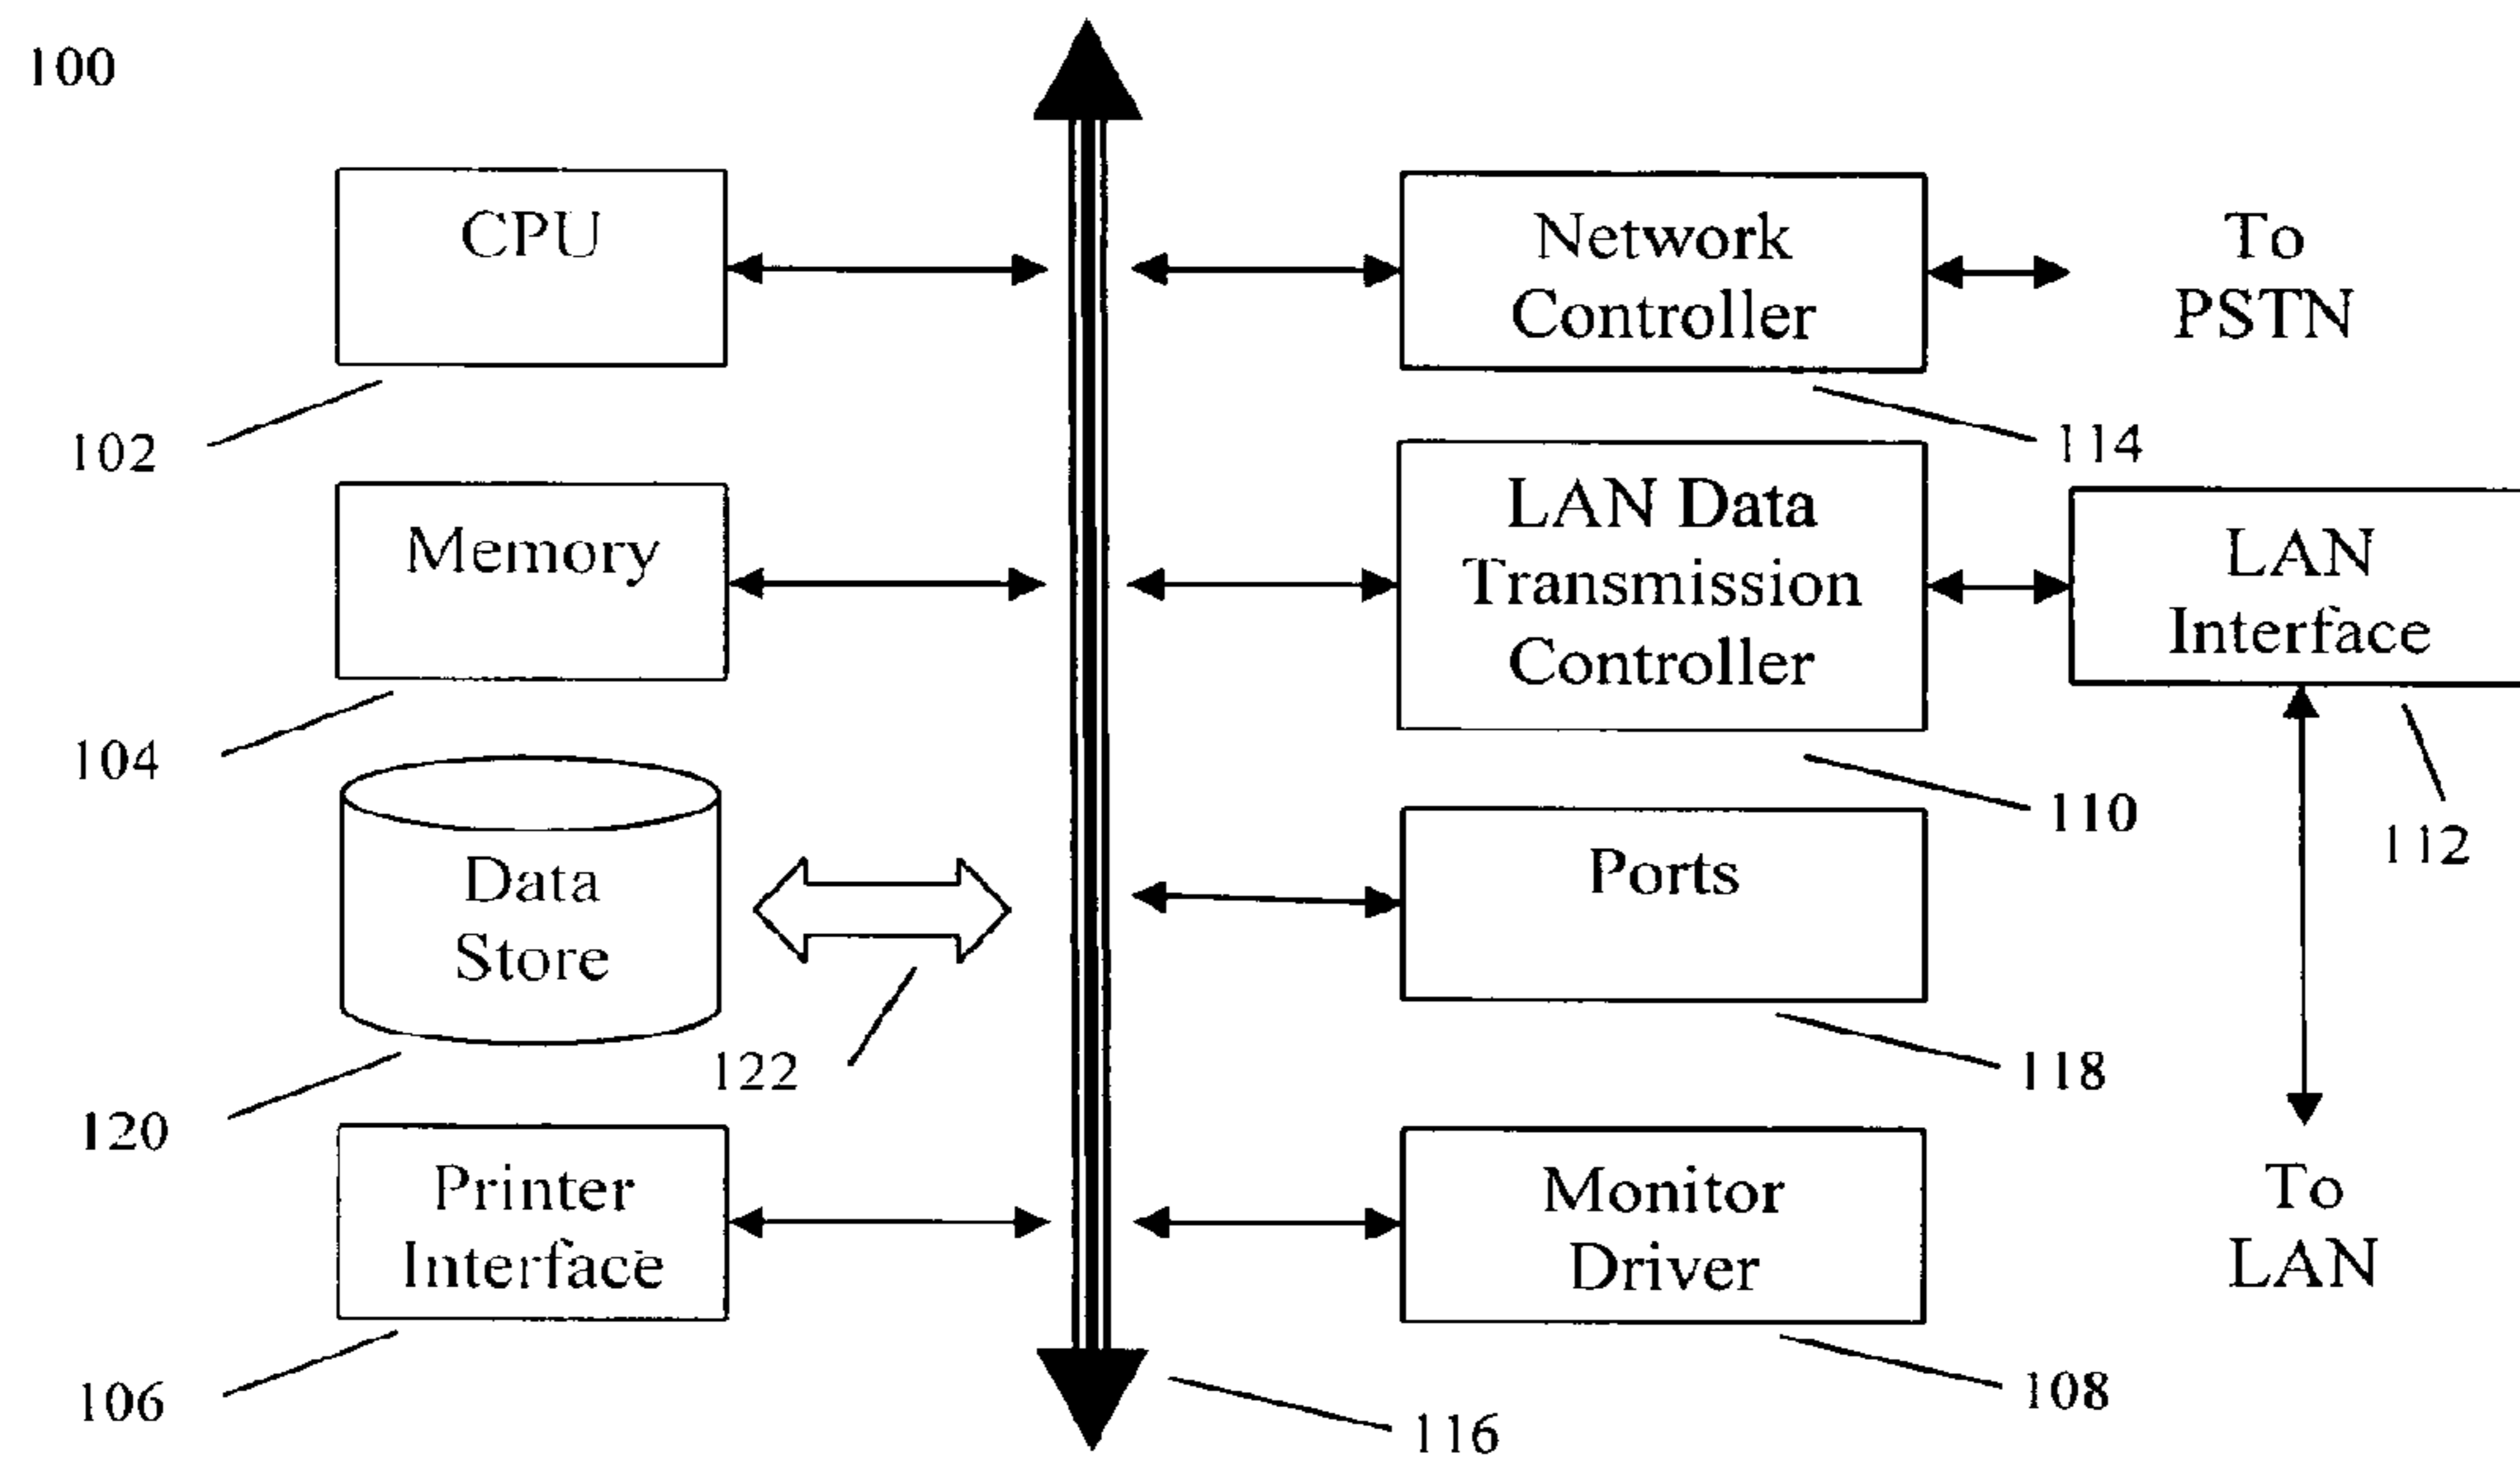 100
CPU
102
Memory
104
Data
Store
120
122
Printer
Interface
106
116
Network
Controller
114
To
PSTN
LAN Data
Transmission
Controller
110
LAN
Interface
112
Ports
118
Monitor
Driver
108
To
LAN